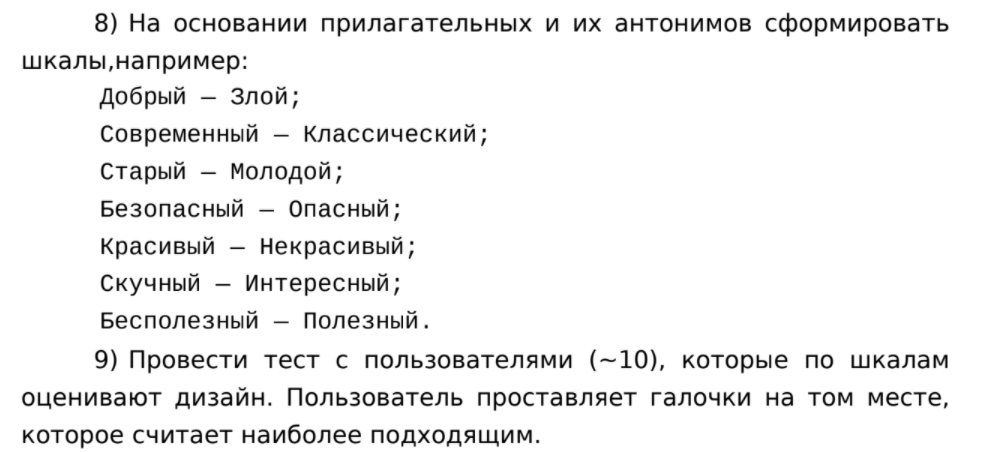 8) На основании прилагательных и их антонимов сформировать
шкалы,например:
Добрый – Злой;
Современный – Классический;
Старый – Молодой;
Безопасный – Опасный;
Красивый – Некрасивый;
Скучный – Интересный;
Бесполезный – Полезный.
9) Провести тест с пользователями (~10), которые по шкалам
оценивают дизайн. Пользователь проставляет галочки на том месте,
которое считает наиболее подходящим.